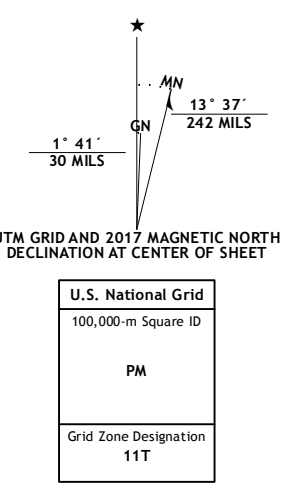 ★
MN
13° 37´
242 MILS
GN
1° 41´
30 MILS
UTM GRID AND 2017 MAGNETIC NORTH
DECLINATION AT CENTER OF SHEET
U.S. National Grid
100,000-m Square ID
PM
Grid Zone Designation
11T